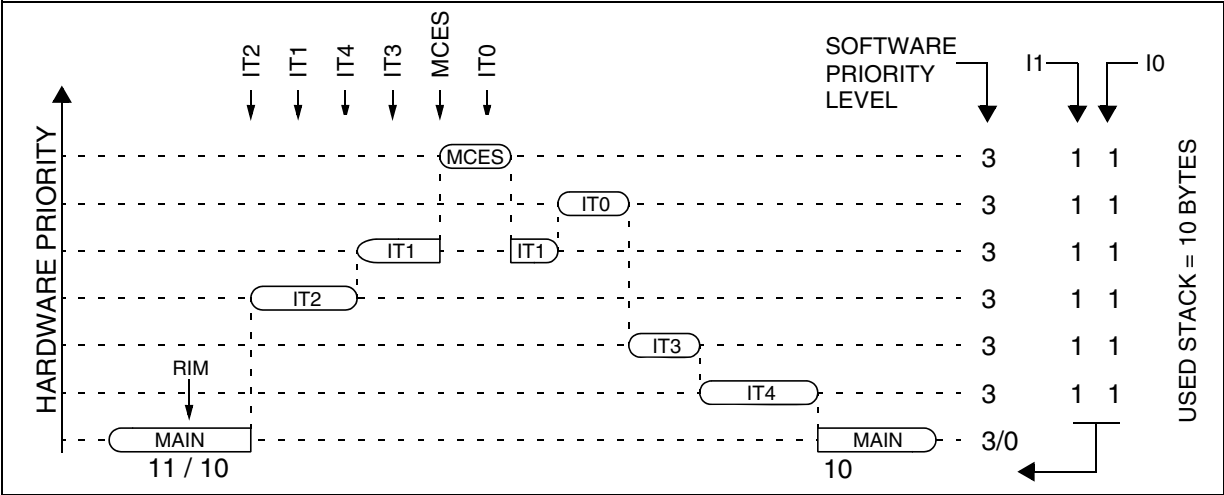 IT2
IT1
IT4
IT3
MCES
IT0
SOFTWARE
PRIORITY
LEVEL
I1
I0
HARDWARE PRIORITY
MCES
3
1 1
IT0
3
1 1
IT1
IT1
3
1 1
IT2
3
1 1
IT3
3
1 1
RIM
IT4
3
1 1
MAIN
MAIN
3/0
11 / 10
10
USED STACK = 10 BYTES